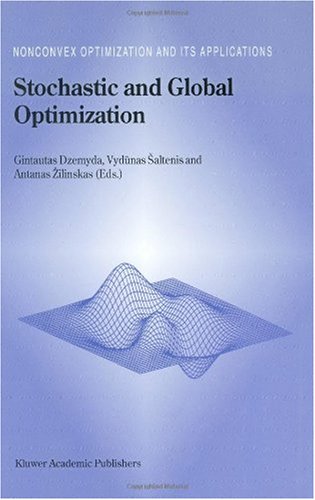 NONCONVEX OPTIMIZATION AND ITS APPLICATIONS
Stochastic and Global
Optimization
Gintautas Dzemyda, Vydūnas Šaltenis and
Antanas Žilinskas (Eds.)
Kluwer Academic Publishers